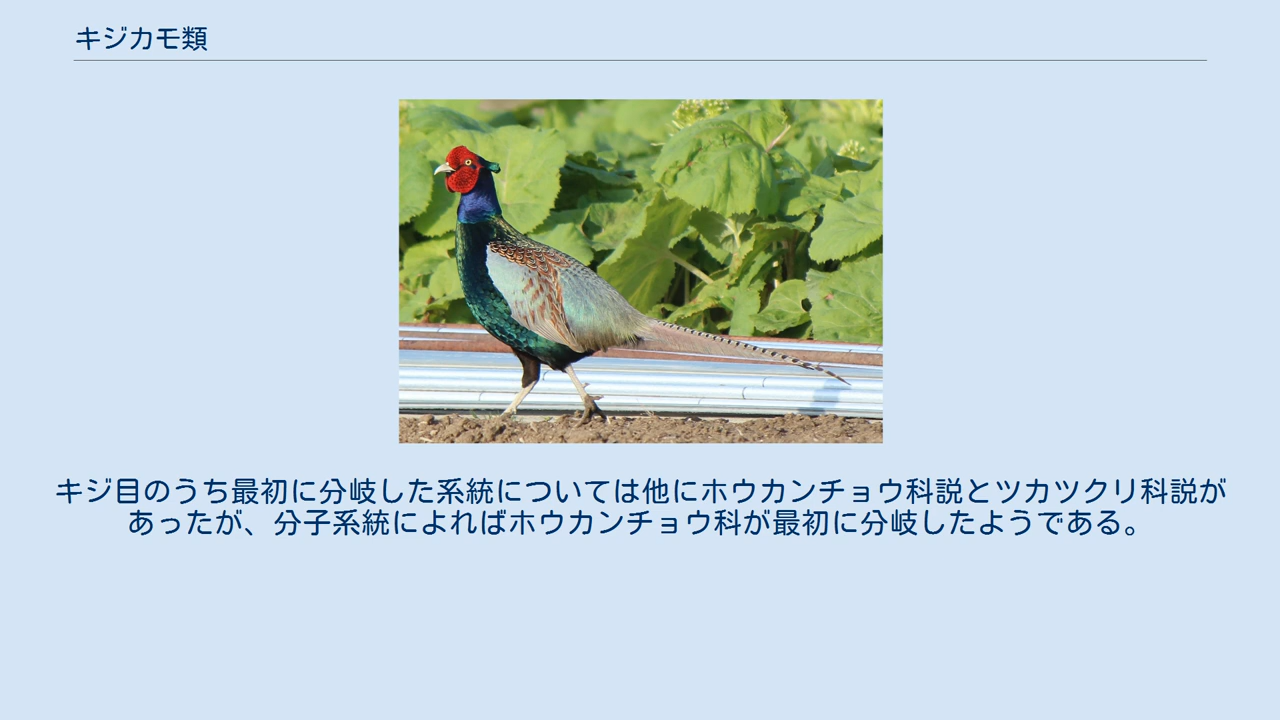 キジカモ類
キジ目のうち最初に分岐した系統については他にホウカンチョウ科説とツカツクリ科説が
あったが、分子系統によればホウカンチョウ科が最初に分岐したようである。